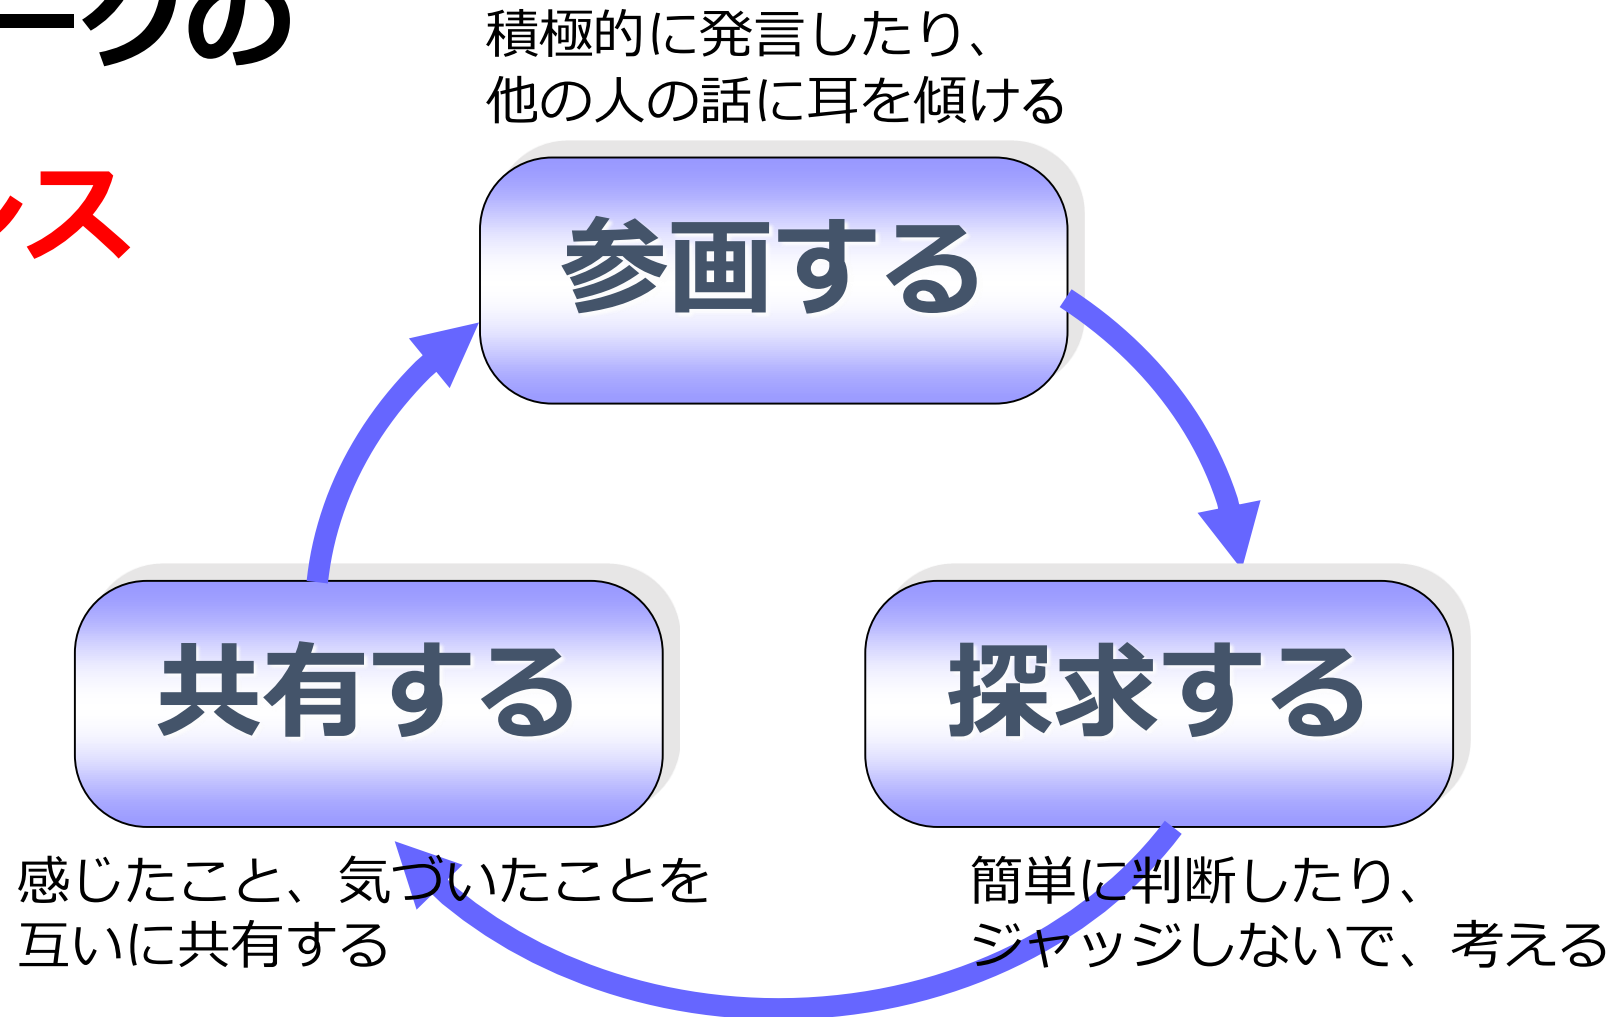 ークの
ンス
積極的に発言したり、
他の人の話に耳を傾ける
参画する
共有する
探求する
感じたこと、気づいたことを
互いに共有する
簡単に判断したり、
ジャッジしないで、考える